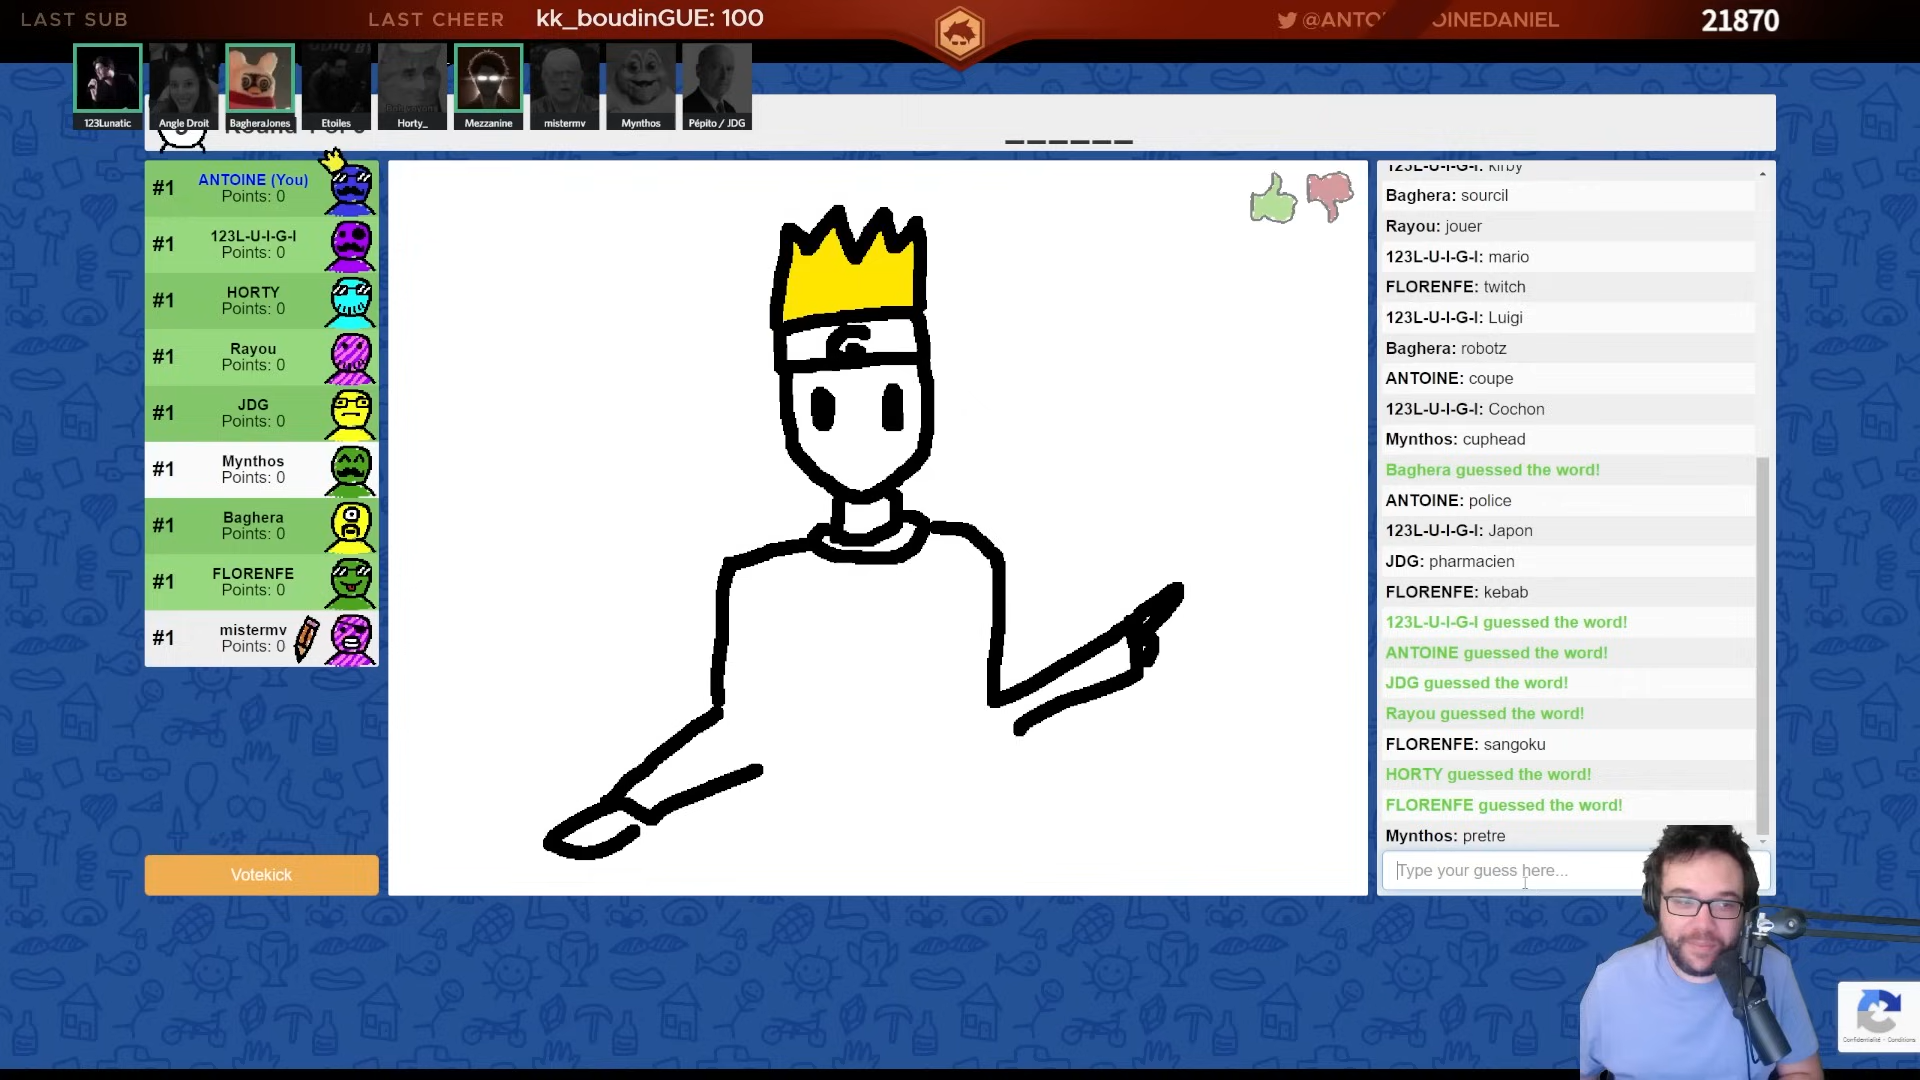 LAST SUB
LAST CHEER kk_boudinGUE: 100
@ANTO
OINEDANIEL
21870
123Lunatic
Angle Droit
BagheraJones
Etoiles
Horty_
Mezzanine
mistermv
Mynthos
Pépito / JDG
#1 ANTOINE (You)
Points: 0
#1 123L-U-I-G-I
Points: 0
#1 HORTY
Points: 0
#1 Rayou
Points: 0
#1 JDG
Points: 0
#1 Mynthos
Points: 0
#1 Baghera
Points: 0
#1 FLORENFE
Points: 0
#1 mistermv
Points: 0
Votekick
G
123L-U-I-G-I: kirby
Baghera: sourcil
Rayou: jouer
123L-U-I-G-I: mario
FLORENFE: twitch
123L-U-I-G-I: Luigi
Baghera: robotz
ANTOINE: coupe
123L-U-I-G-I: Cochon
Mynthos: cuphead
Baghera guessed the word!
ANTOINE: police
123L-U-I-G-I: Japon
JDG: pharmacien
FLORENFE: kebab
123L-U-I-G-I guessed the word!
ANTOINE guessed the word!
JDG guessed the word!
Rayou guessed the word!
FLORENFE: sangoku
HORTY guessed the word!
FLORENFE guessed the word!
Mynthos: pretre
Type your guess here...
Confidentialité - Conditions